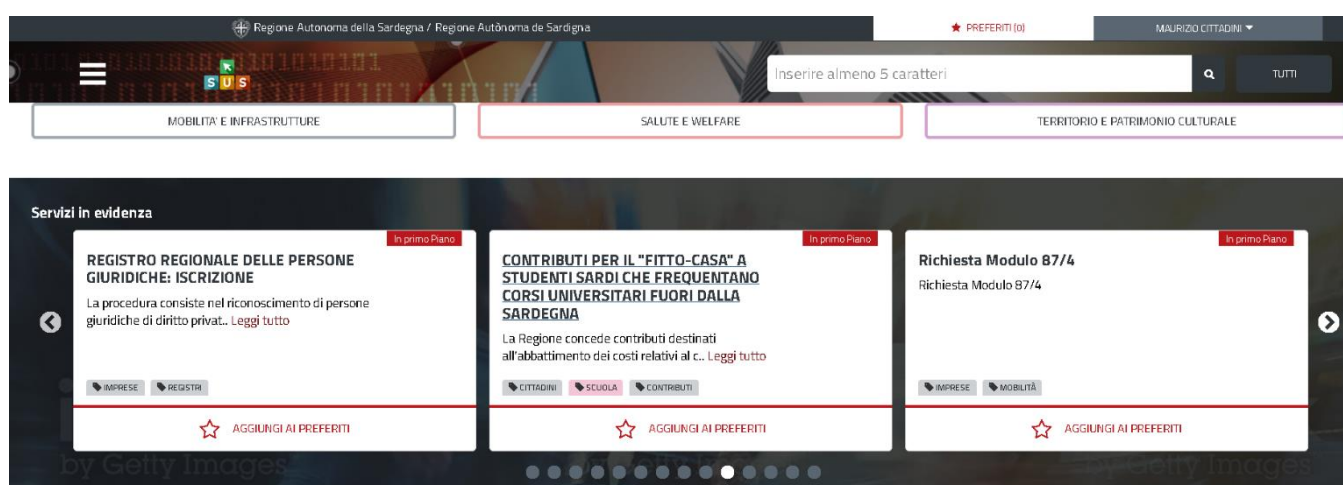 Regione Autonoma della Sardegna / Regione Autònoma de Sardigna
PREFERITI (0)
MAURIZIO CITTADINI
SUS
Inserire almeno 5 caratteri
TUTTI
MOBILITA' E INFRASTRUTTURE
SALUTE E WELFARE
TERRITORIO E PATRIMONIO CULTURALE
Servizi in evidenza
In primo Piano
REGISTRO REGIONALE DELLE PERSONE
GIURIDICHE: ISCRIZIONE
La procedura consiste nel riconoscimento di persone
giuridiche di diritto privat.. Leggi tutto
IMPRESE
REGISTRI
AGGIUNGI AI PREFERITI
In primo Piano
CONTRIBUTI PER IL "FITTO-CASA" A
STUDENTI SARDI CHE FREQUENTANO
CORSI UNIVERSITARI FUORI DALLA
SARDEGNA
La Regione concede contributi destinati
all'abbattimento dei costi relativi al c.. Leggi tutto
CITTADINI
SCUOLA
CONTRIBUTI
AGGIUNGI AI PREFERITI
In primo Piano
Richiesta Modulo 87/4
Richiesta Modulo 87/4
IMPRESE
MOBILITÀ
AGGIUNGI AI PREFERITI
by Getty Images
by Getty Images